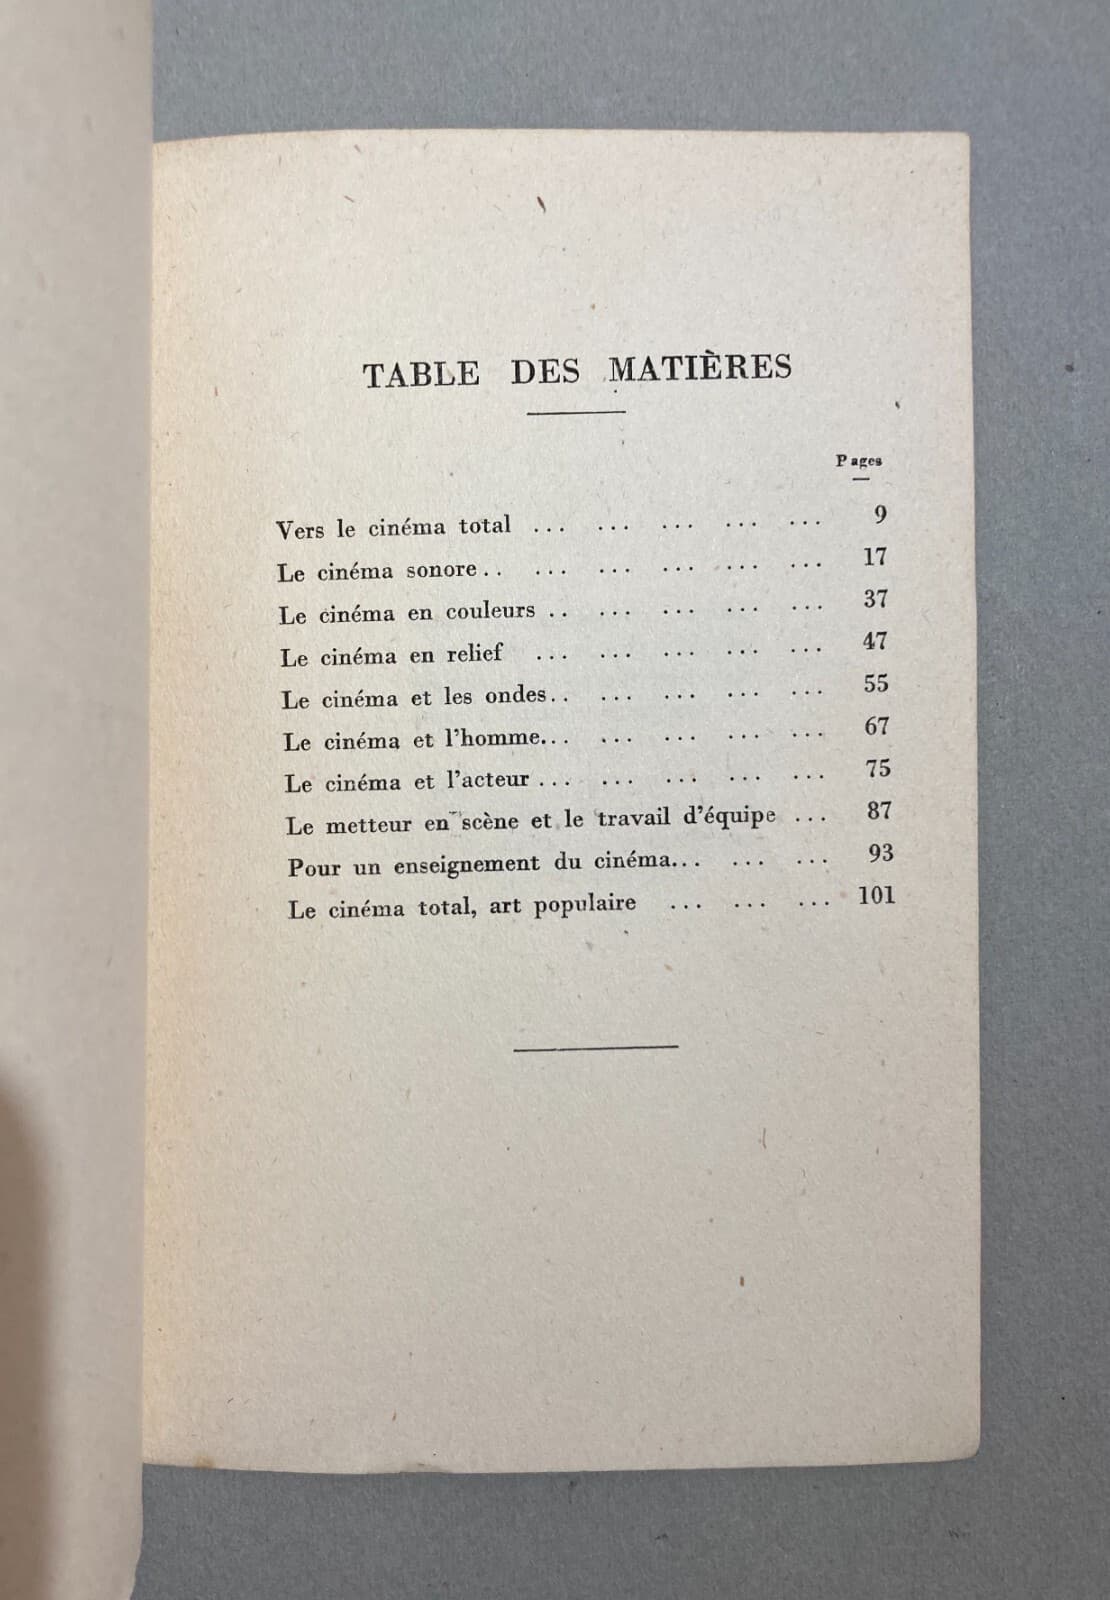 TABLE DES MATIÈRES
Pages
Vers le cinéma total ... ... ... ... ... 9
Le cinéma sonore .. ... ... ... ... ... 17
Le cinéma en couleurs .. ... ... ... ... 37
Le cinéma en relief ... ... ... ... ... 47
Le cinéma et les ondes .. ... ... ... ... 55
Le cinéma et l'homme... ... ... ... ... 67
Le cinéma et l'acteur ... ... ... ... ... 75
Le metteur en scène et le travail d'équipe ... 87
Pour un enseignement du cinéma... ... ... 93
Le cinéma total, art populaire ... ... ... 101